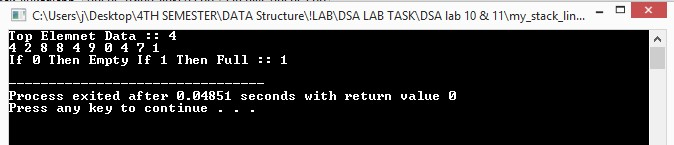 C:\Users\j\Desktop\4TH SEMESTER\DATA Structure\!LAB\DSA LAB TASK\DSA lab 10 & 11\my_stack_lin...
Top Elemnet Data :: 4
4 2 8 8 4 9 0 4 7 1
If 0 Then Empty If 1 Then Full :: 1
--------------------------------
Process exited after 0.04851 seconds with return value 0
Press any key to continue . . .